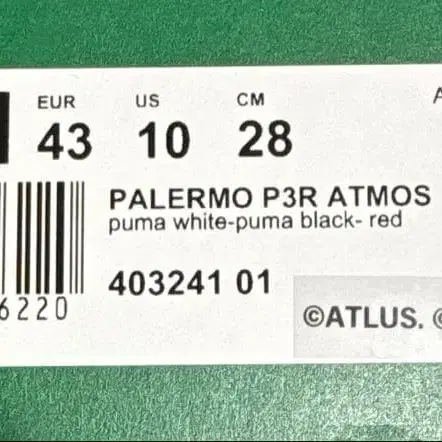 EUR US CM
43 10 28
PALERMO P3R ATMOS
puma white-puma black- red
6220
403241 01
©ATLUS. ©